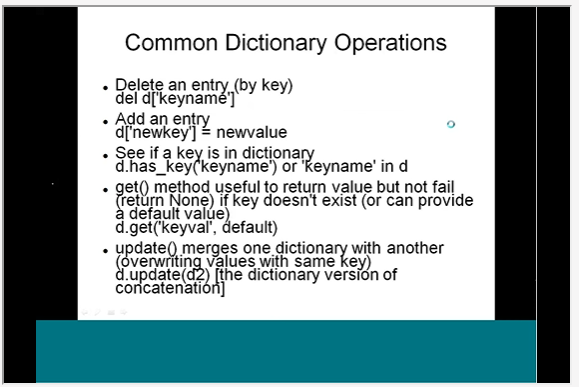 Common Dictionary Operations
• Delete an entry (by key)
del d['keyname']
• Add an entry
d['newkey'] = newvalue
• See if a key is in dictionary
d.has_key('keyname') or 'keyname' in d
• get() method useful to return value but not fail
(return None) if key doesn't exist (or can provide
a default value)
d.get('keyval', default)
• update() merges one dictionary with another
(overwriting values with same key)
d.update(d2) [the dictionary version of
concatenation]